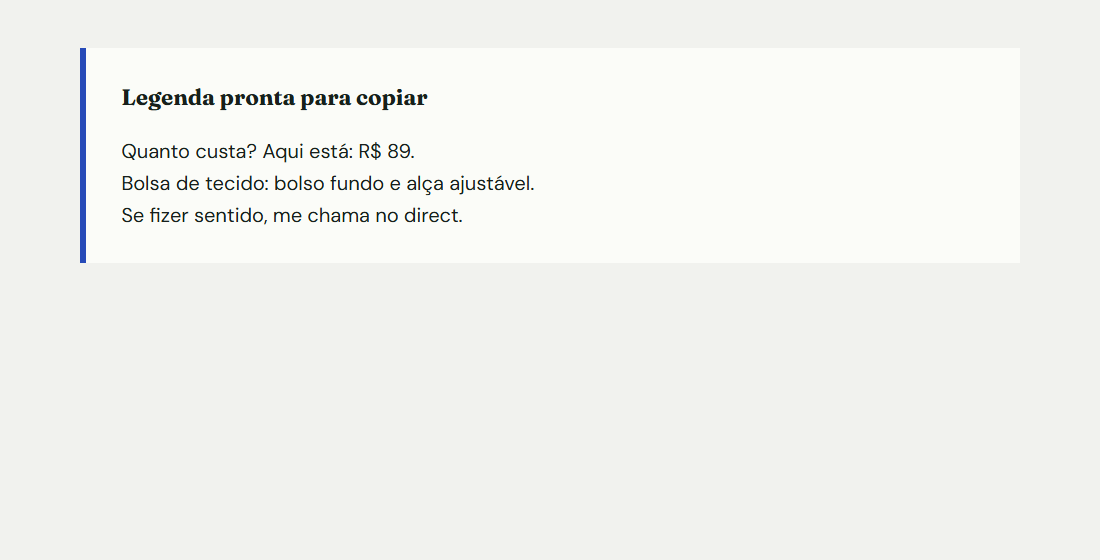 Legenda pronta para copiar
Quanto custa? Aqui está: R$ 89.
Bolsa de tecido: bolso fundo e alça ajustável.
Se fizer sentido, me chama no direct.